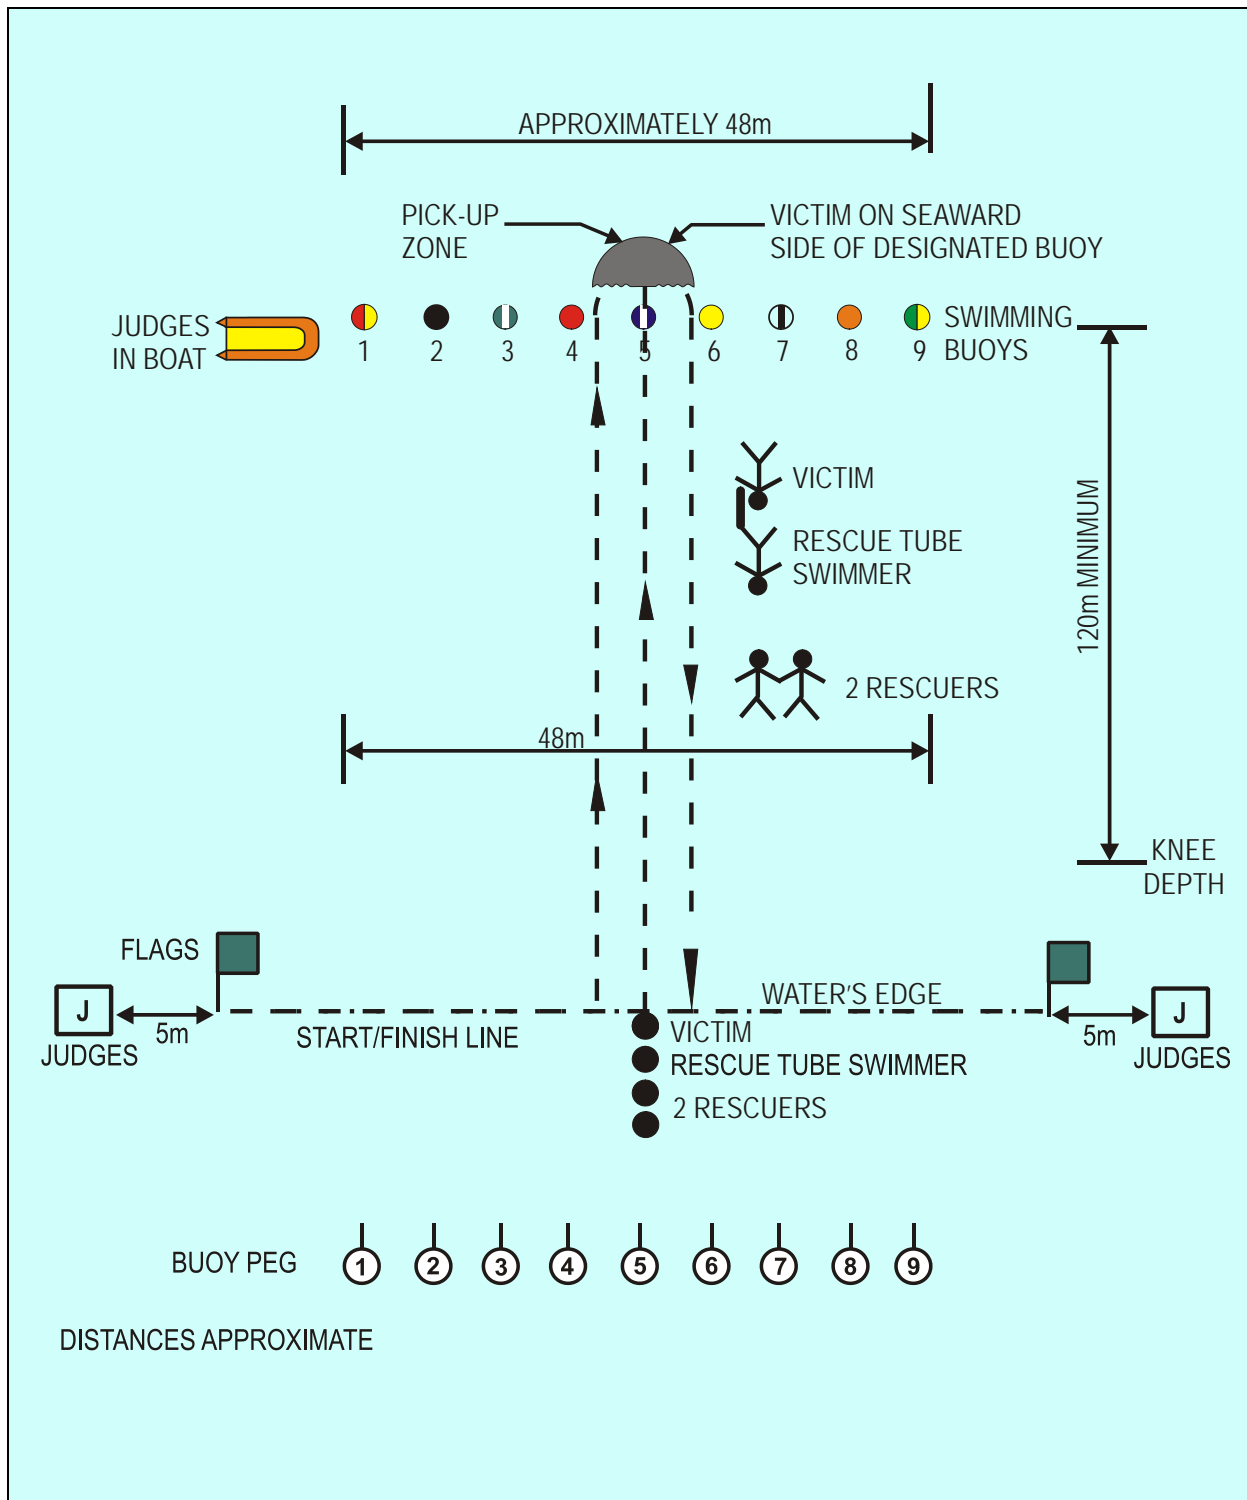 APPROXIMATELY 48m
PICK-UP
ZONE
VICTIM ON SEAWARD
SIDE OF DESIGNATED BUOY
JUDGES
IN BOAT
1 2 3 4 5 6 7 8 9
SWIMMING
BUOYS
VICTIM
RESCUE TUBE
SWIMMER
120m MINIMUM
2 RESCUERS
48m
KNEE
DEPTH
FLAGS
J
JUDGES
5m
START/FINISH LINE
WATER'S EDGE
5m
J
JUDGES
VICTIM
RESCUE TUBE SWIMMER
2 RESCUERS
BUOY PEG
1 2 3 4 5 6 7 8 9
DISTANCES APPROXIMATE